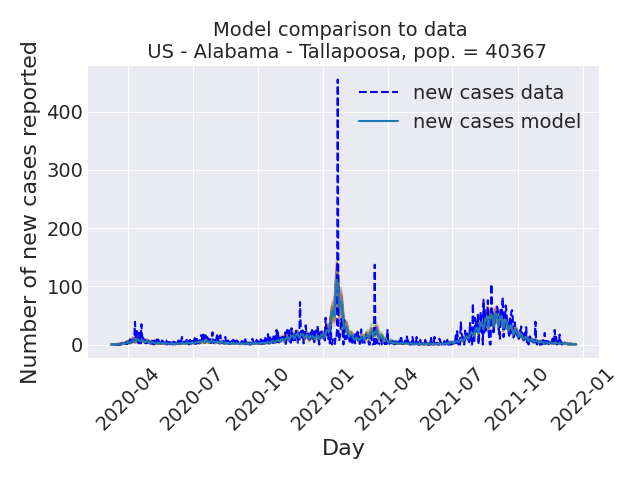 Model comparison to data
US - Alabama - Tallapoosa, pop. = 40367
Number of new cases reported
400
300
200
100
0
new cases data
new cases model
2020-04
2020-07
2020-10
2021-01
2021-04
2021-07
2021-10
2022-01
Day